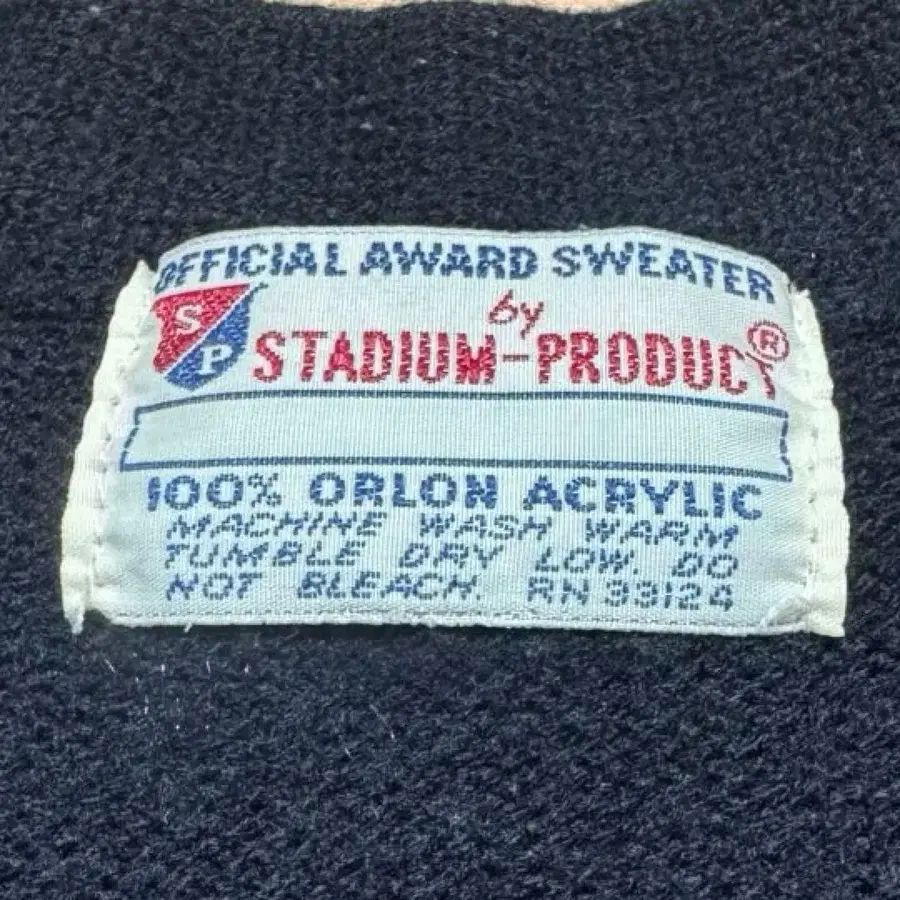 OFFICIAL AWARD SWEATER
by
S P
STADIUM-PRODUCT®
100% ORLON ACRYLIC
MACHINE WASH WARM
TUMBLE DRY LOW. DO
NOT BLEACH. RN 33124